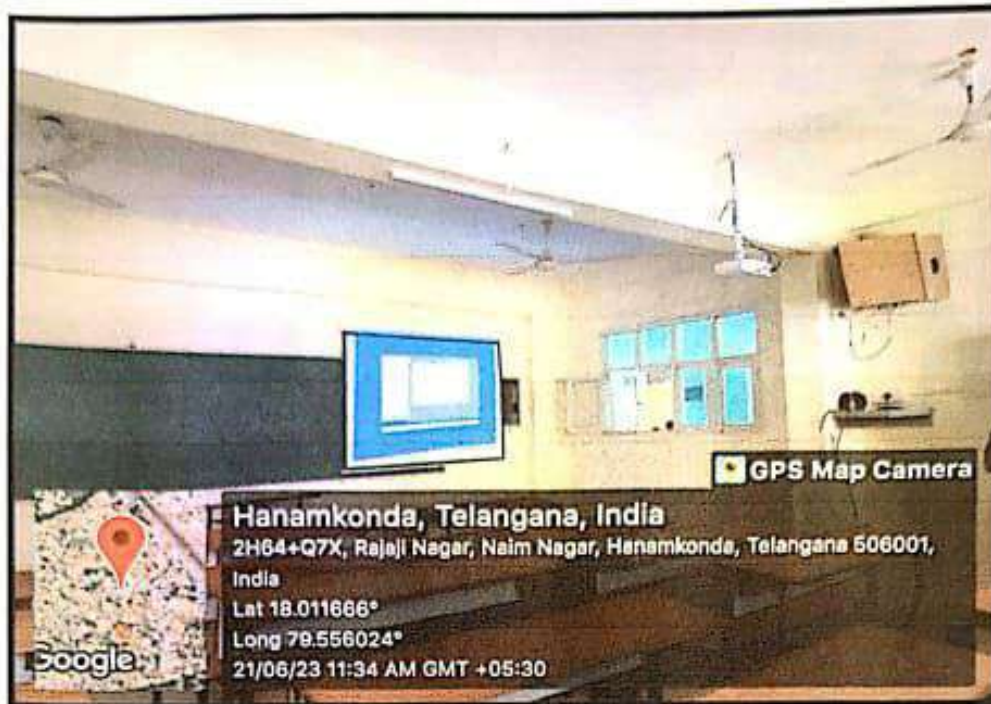 GPS Map Camera
Hanamkonda, Telangana, India
2H64+Q7X, Rajaji Nagar, Naim Nagar, Hanamkonda, Telangana 506001,
India
Lat 18.011666°
Long 79.556024°
21/06/23 11:34 AM GMT +05:30
Google